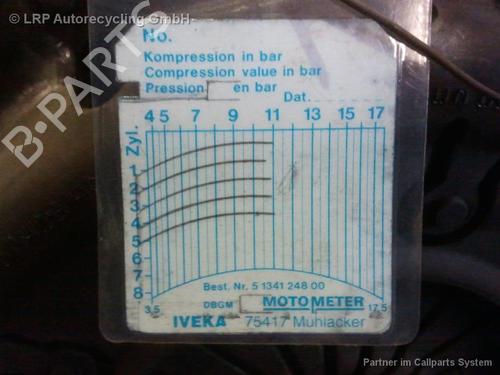 © LRP Autorecycling GmbH
No.
Kompression in bar
Compression value in bar
Pression en bar
Dat.
4 5 7 9 11 13 15 17
Zyl.
1
2
3
4
5
6
7
8
3,5 17,5
Best. Nr. 5 1341 248 00
DBGM MOTOMETER
IVEKA 75417 Mühlacker
Partner im Callparts System